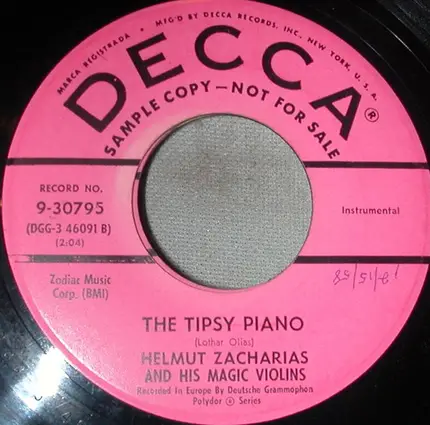 MARCA REGISTRADA • MF'D BY DECCA RECORDS, INC., NEW YORK, U. S. A.
DECCA®
SAMPLE COPY—NOT FOR SALE
RECORD NO.
9-30795
(DGG-3 46091 B)
(2:04)
Instrumental
Zodiac Music
Corp. (BMI)
THE TIPSY PIANO
(Lothar Olias)
HELMUT ZACHARIAS
AND HIS MAGIC VIOLINS
Recorded In Europe By Deutsche Grammophon
Polydor ® Series